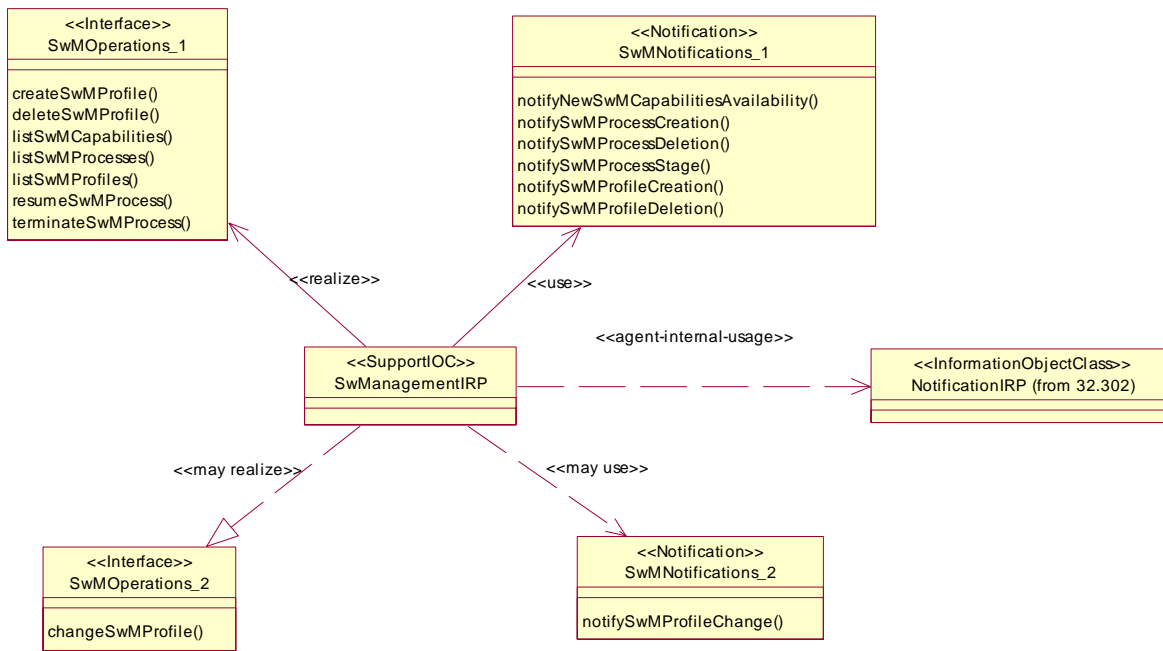 <<Interface>>
SwMOperations_1
createSwMProfile()
deleteSwMProfile()
listSwMCapabilities()
listSwMProcesses()
listSwMProfiles()
resumeSwMProcess()
terminateSwMProcess()
<<Notification>>
SwMNotifications_1
notifyNewSwMCapabilitiesAvailability()
notifySwMProcessCreation()
notifySwMProcessDeletion()
notifySwMProcessStage()
notifySwMProfileCreation()
notifySwMProfileDeletion()
<<realize>>
<<use>>
<<agent-internal-usage>>
<<SupportIOC>>
SwManagementIRP
<<InformationObjectClass>>
NotificationIRP (from 32.302)
<<may realize>>
<<may use>>
<<Interface>>
SwMOperations_2
changeSwMProfile()
<<Notification>>
SwMNotifications_2
notifySwMProfileChange()